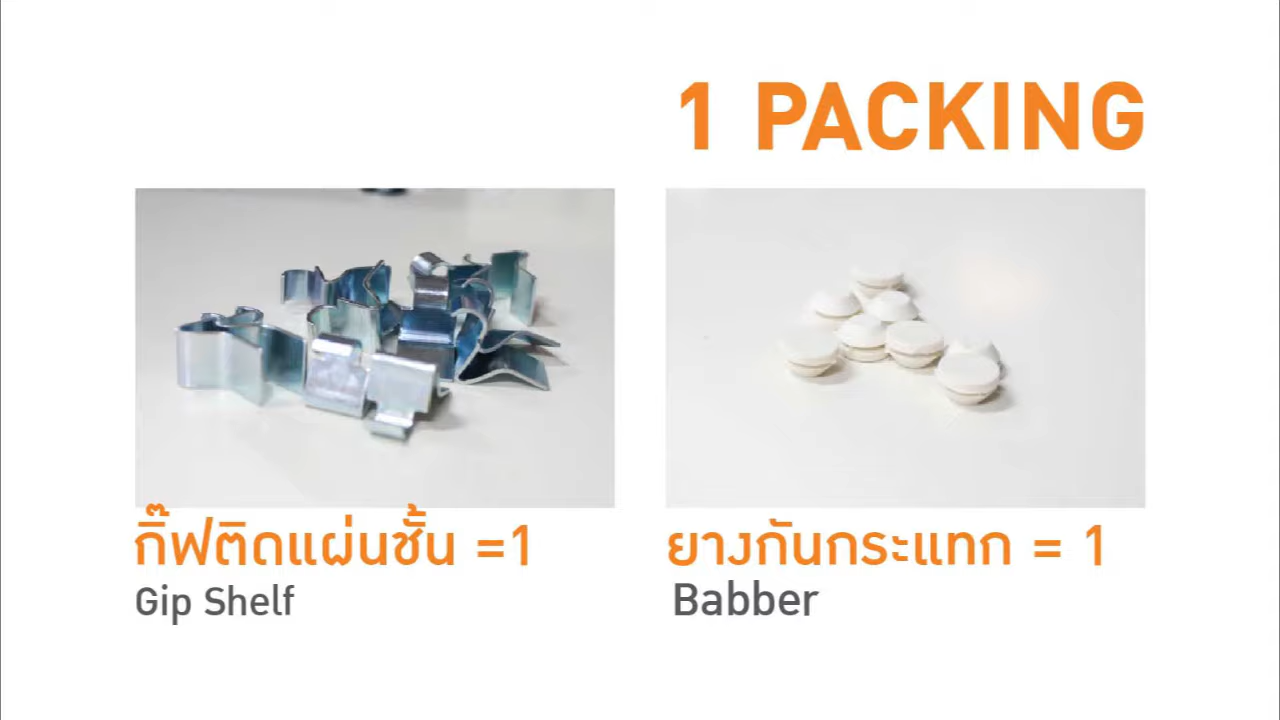 1 PACKING
กิ๊ฟติดแผ่นชั้น =1
Gip Shelf
ยางกันกระแทก = 1
Babber